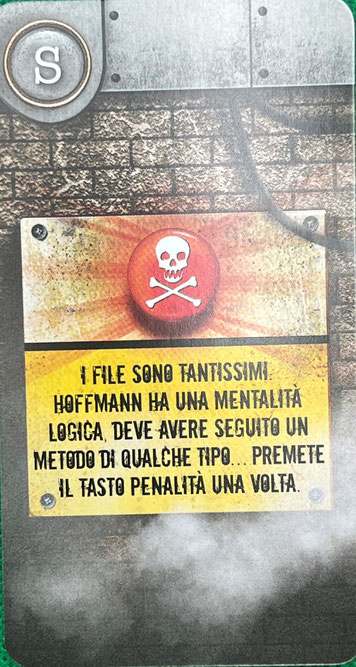 S
I FILE SONO TANTISSIMI.
HOFFMANN HA UNA MENTALITÀ
LOGICA, DEVE AVERE SEGUITO UN
METODO DI QUALCHE TIPO... PREMETE
IL TASTO PENALITÀ UNA VOLTA.